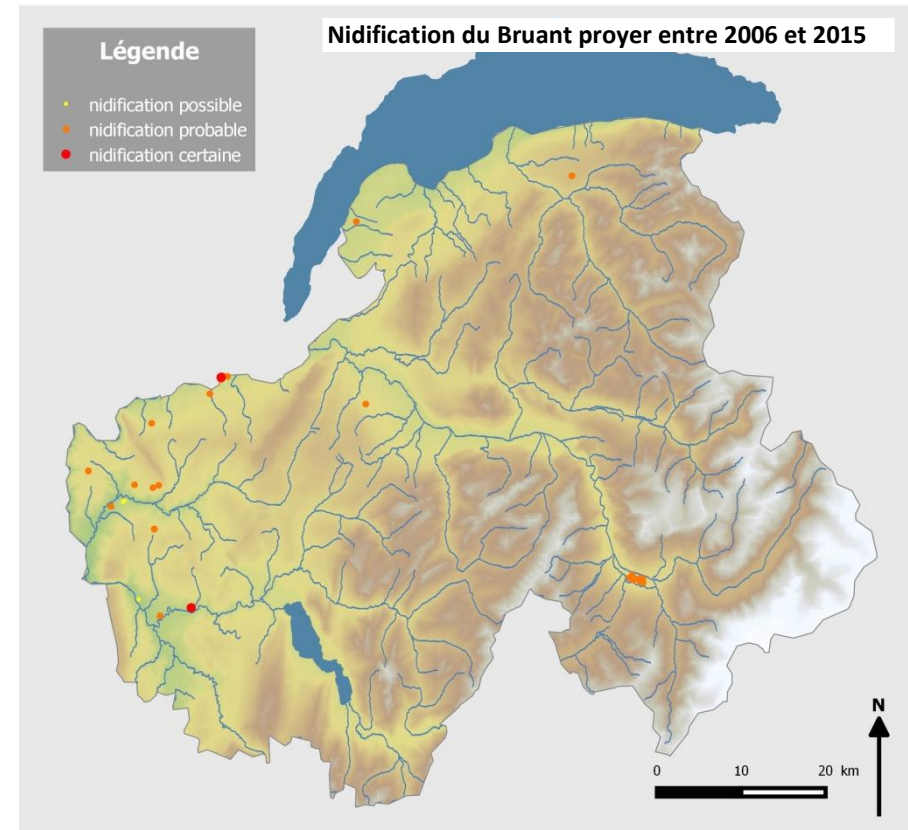 Nidification du Bruant proyer entre 2006 et 2015
Légende
nidification possible
nidification probable
nidification certaine
N
0 10 20 km